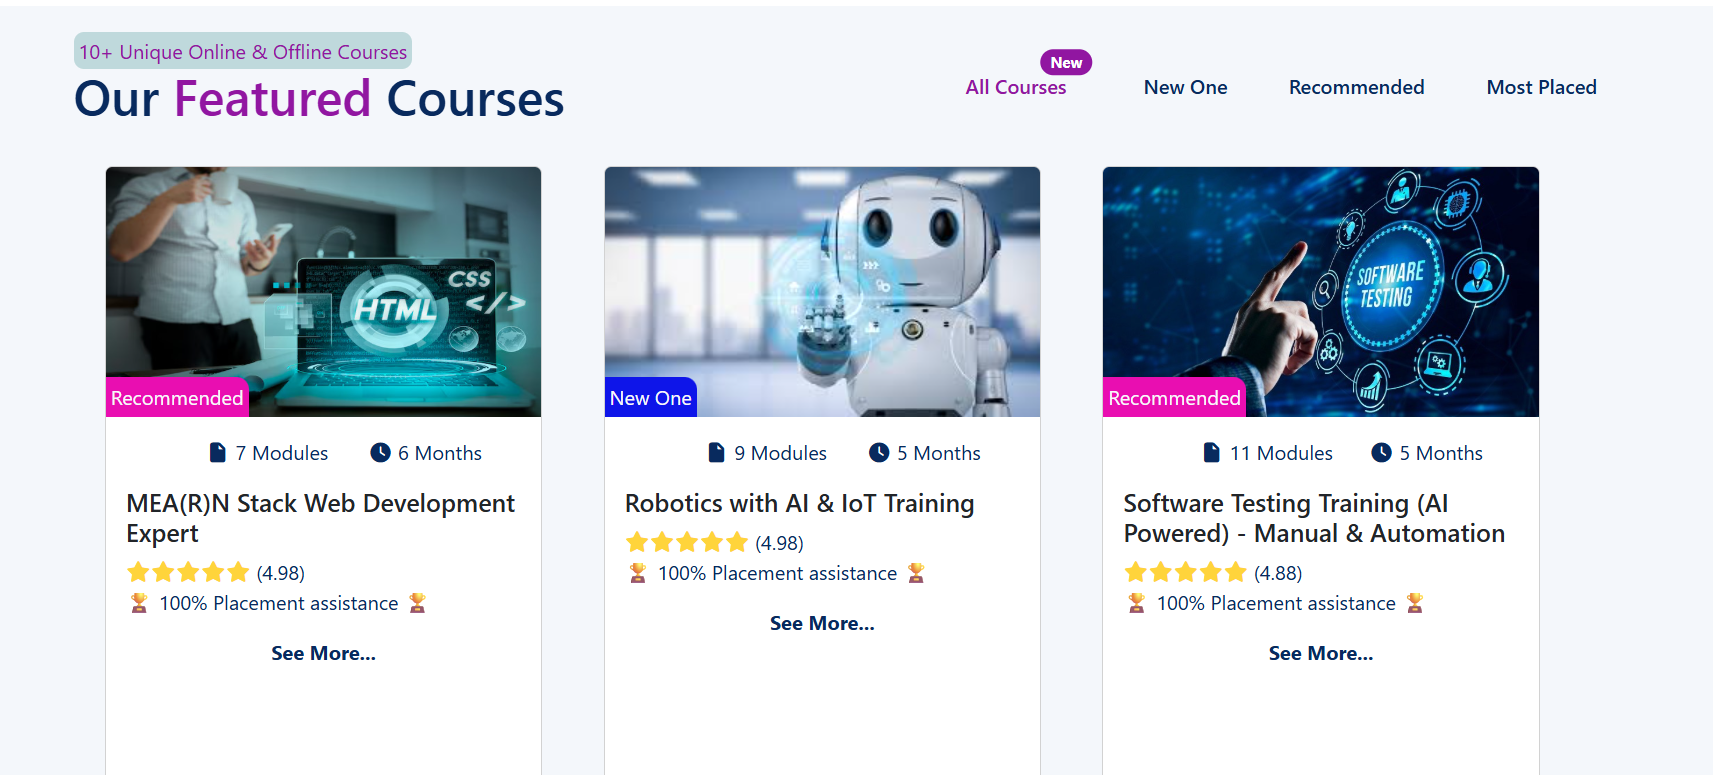 10+ Unique Online & Offline Courses
Our Featured Courses
New
All Courses
New One
Recommended
Most Placed
CSS
HTML
</>
Recommended
7 Modules
6 Months
MEA(R)N Stack Web Development
Expert
(4.98)
100% Placement assistance
See More...
New One
9 Modules
5 Months
Robotics with AI & IoT Training
(4.98)
100% Placement assistance
See More...
SOFTWARE
TESTING
Recommended
11 Modules
5 Months
Software Testing Training (AI
Powered) - Manual & Automation
(4.88)
100% Placement assistance
See More...